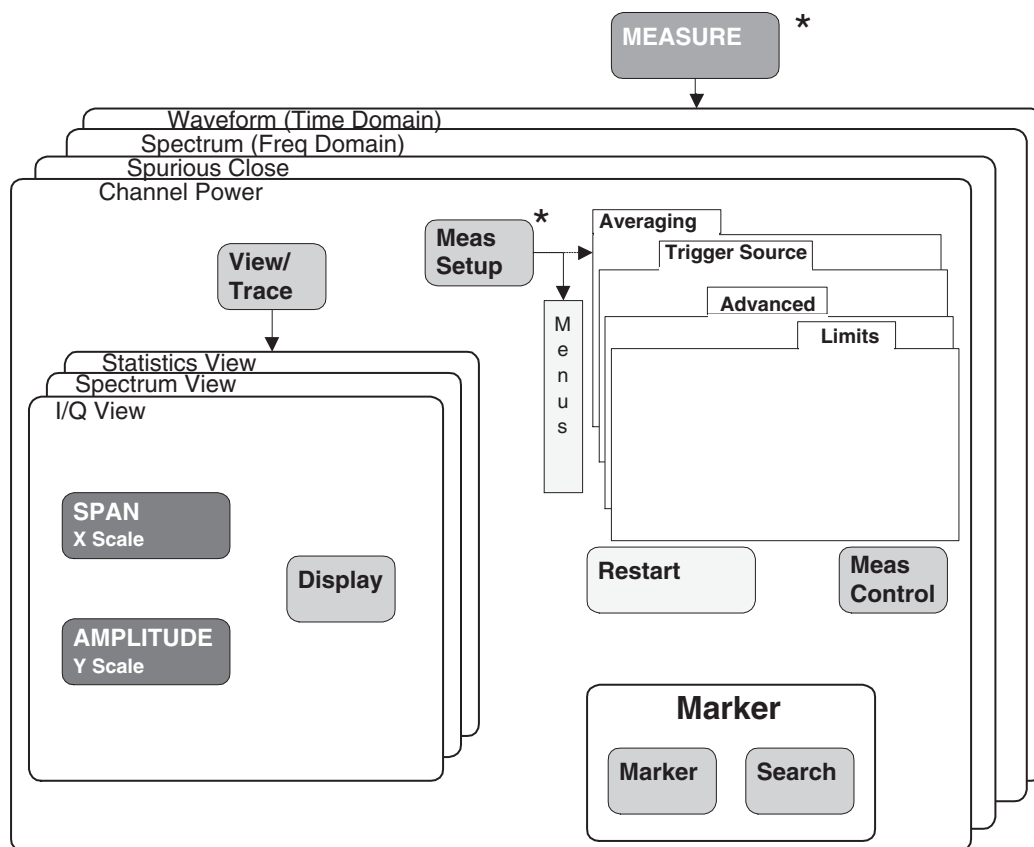 MEASURE
*
Waveform (Time Domain)
Spectrum (Freq Domain)
Spurious Close
Channel Power
Meas
Setup
*
Averaging
Trigger Source
Advanced
Limits
Menus
View/
Trace
Statistics View
Spectrum View
I/Q View
SPAN
X Scale
Display
AMPLITUDE
Y Scale
Restart
Meas
Control
Marker
Marker
Search